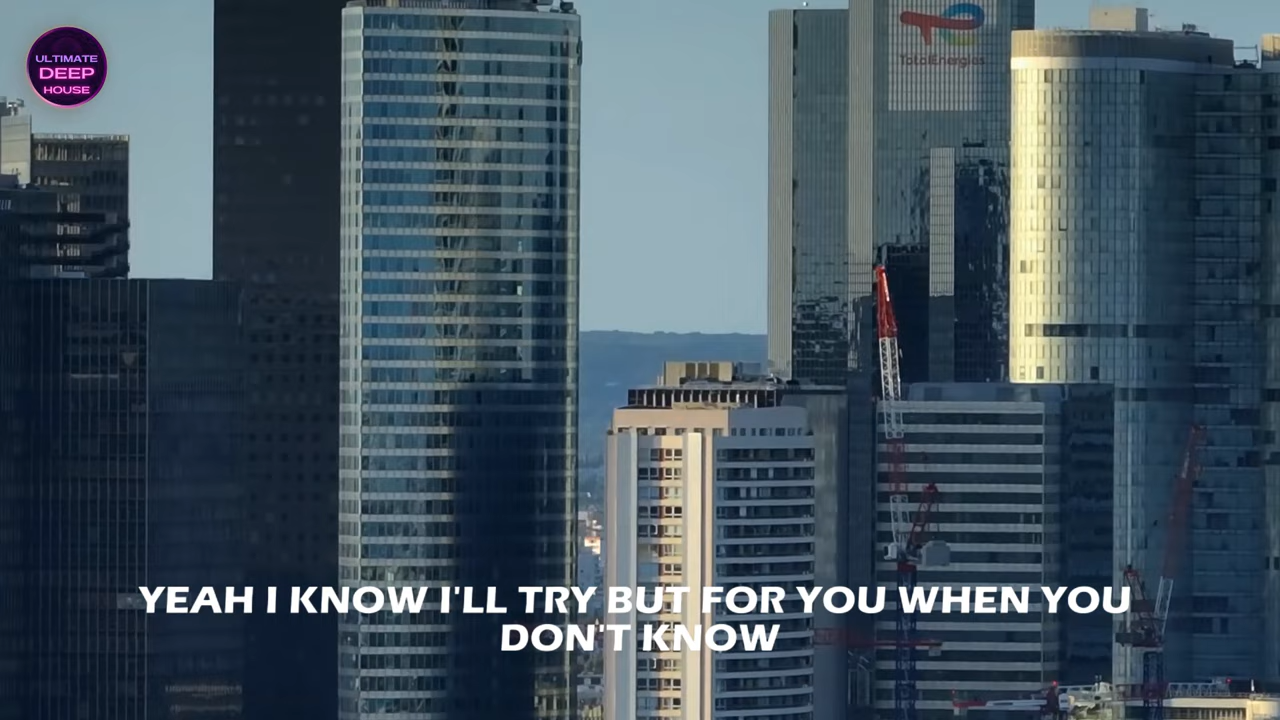 ULTIMATE
DEEP
HOUSE
TotalEnergies
YEAH I KNOW I'LL TRY BUT FOR YOU WHEN YOU
DON'T KNOW